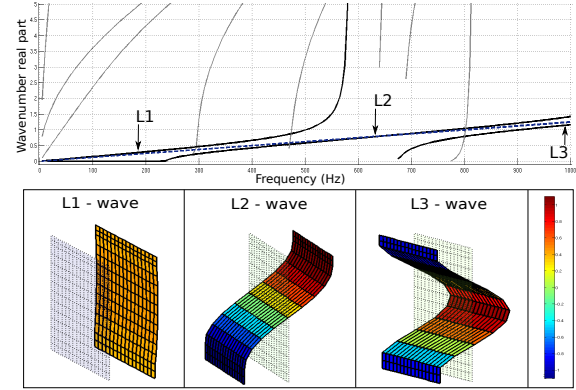 Wavenumber real part
5
4.5
4
3.5
3
2.5
2
1.5
1
0.5
0
L1
L2
L3
0 100 200 300 400 500 600 700 800 900 1000
Frequency (Hz)
L1 - wave L2 - wave L3 - wave